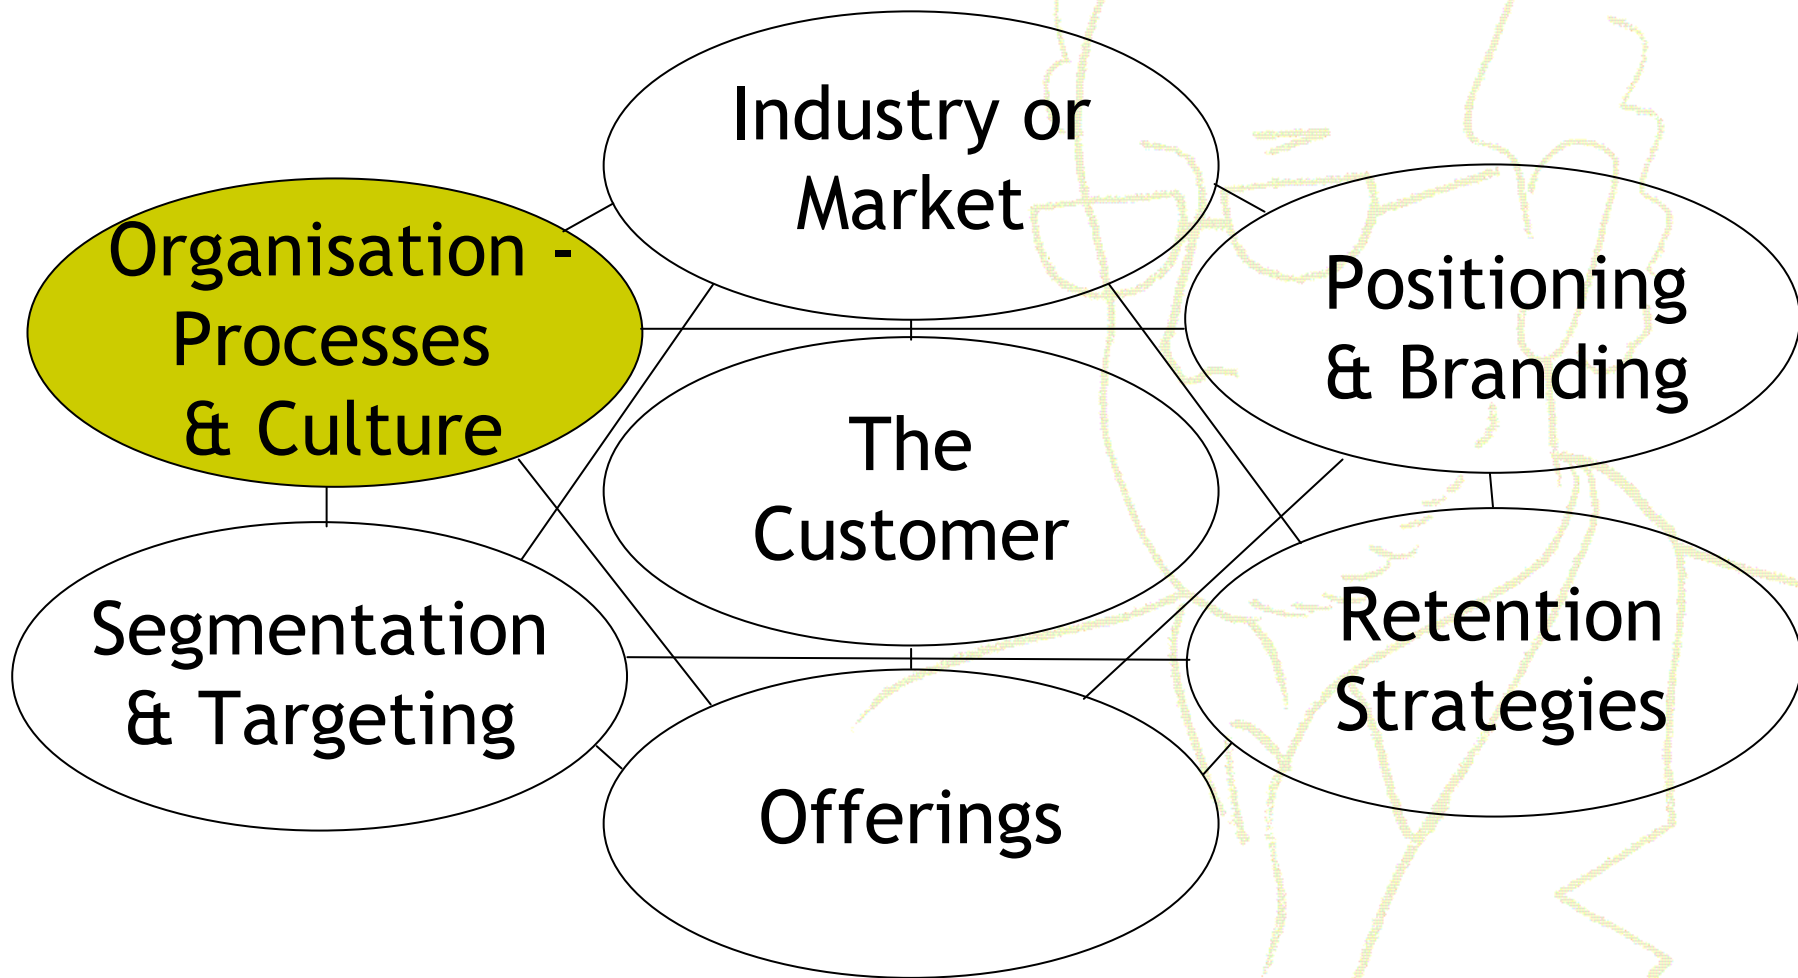 Industry or
Market
Organisation -
Processes
& Culture
Positioning
& Branding
The
Customer
Segmentation
& Targeting
Retention
Strategies
Offerings